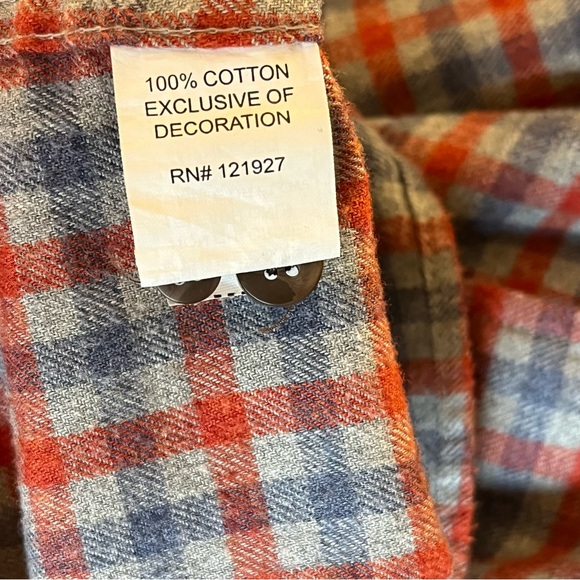 100% COTTON
EXCLUSIVE OF
DECORATION
RN# 121927